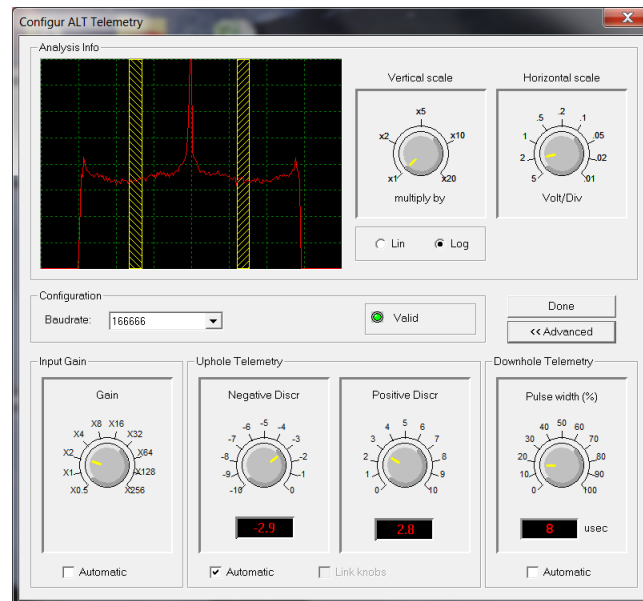 Configur ALT Telemetry
Analysis Info
Vertical scale
x1
x2
x5
x10
x20
multiply by
Horizontal scale
5
2
1
.5
.2
.1
.05
.02
.01
Volt/Div
Lin
Log
Configuration
Baudrate:
166666
Valid
Done
<< Advanced
Input Gain
Gain
X0.5
X1
X2
X4
X8
X16
X32
X64
X128
X256
Automatic
Uphole Telemetry
Negative Discr
-10
-9
-8
-7
-6
-5
-4
-3
-2
-1
0
-2.9
Automatic
Positive Discr
0
1
2
3
4
5
6
7
8
9
10
2.8
Link knobs
Downhole Telemetry
Pulse width (%)
0
10
20
30
40
50
60
70
80
90
100
8
usec
Automatic